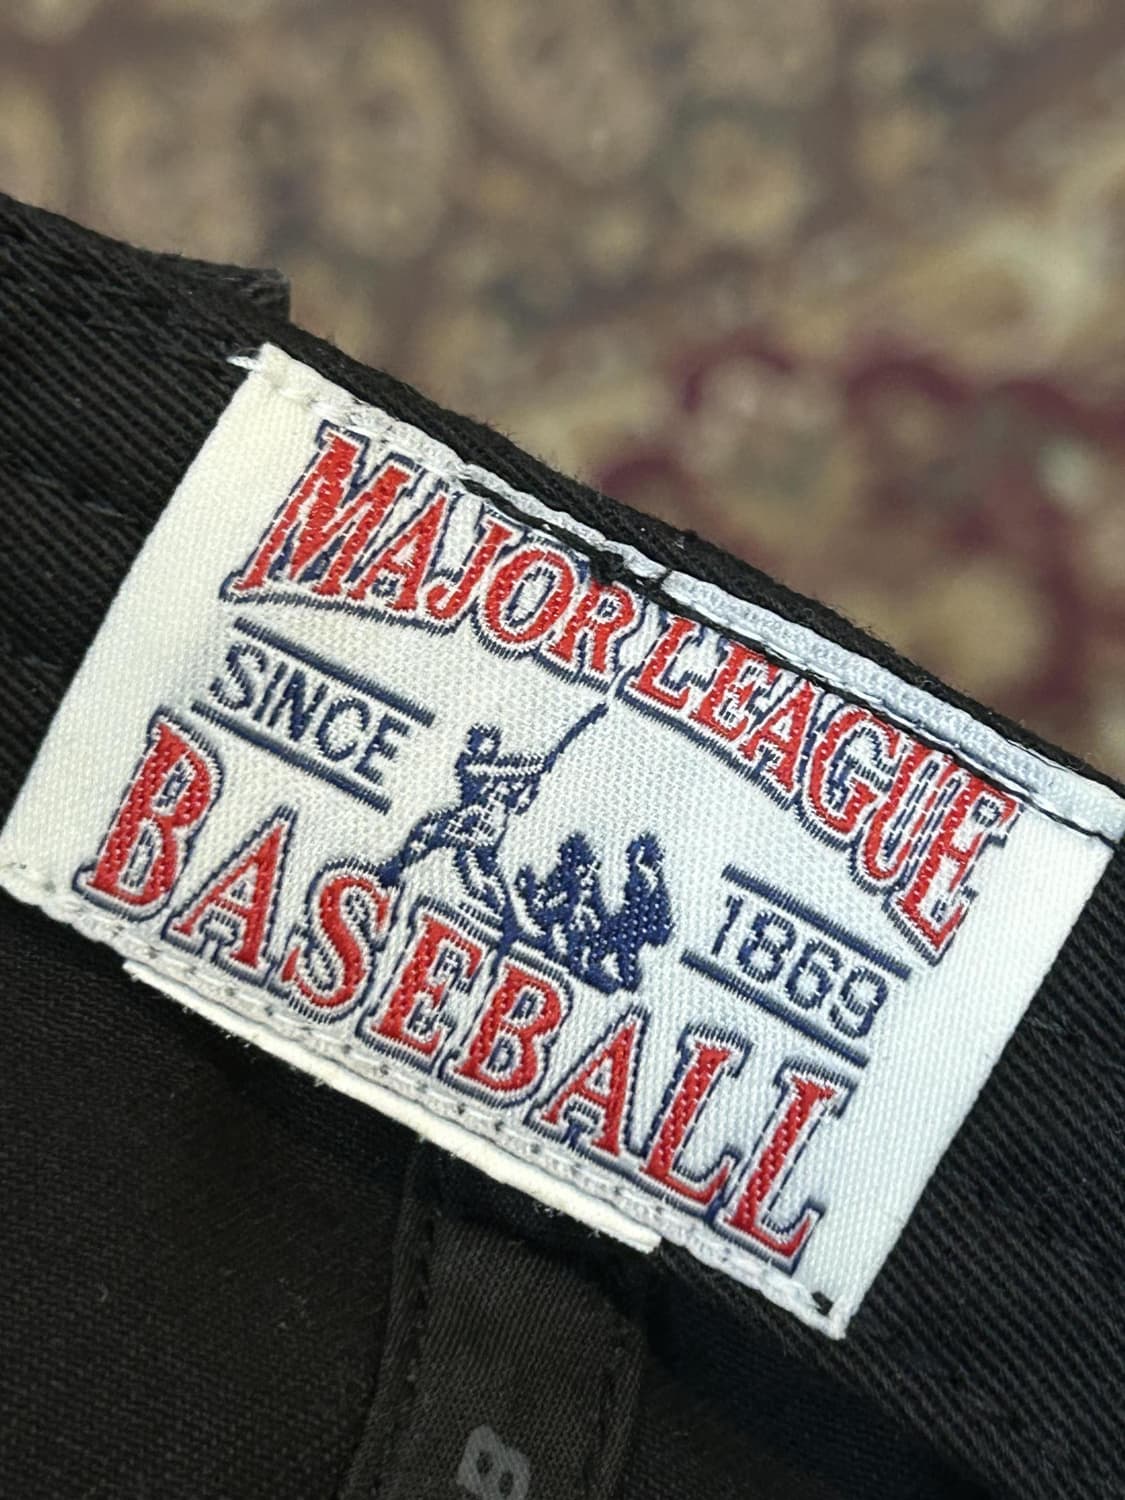 MAJOR LEAGUE
SINCE
1869
BASEBALL